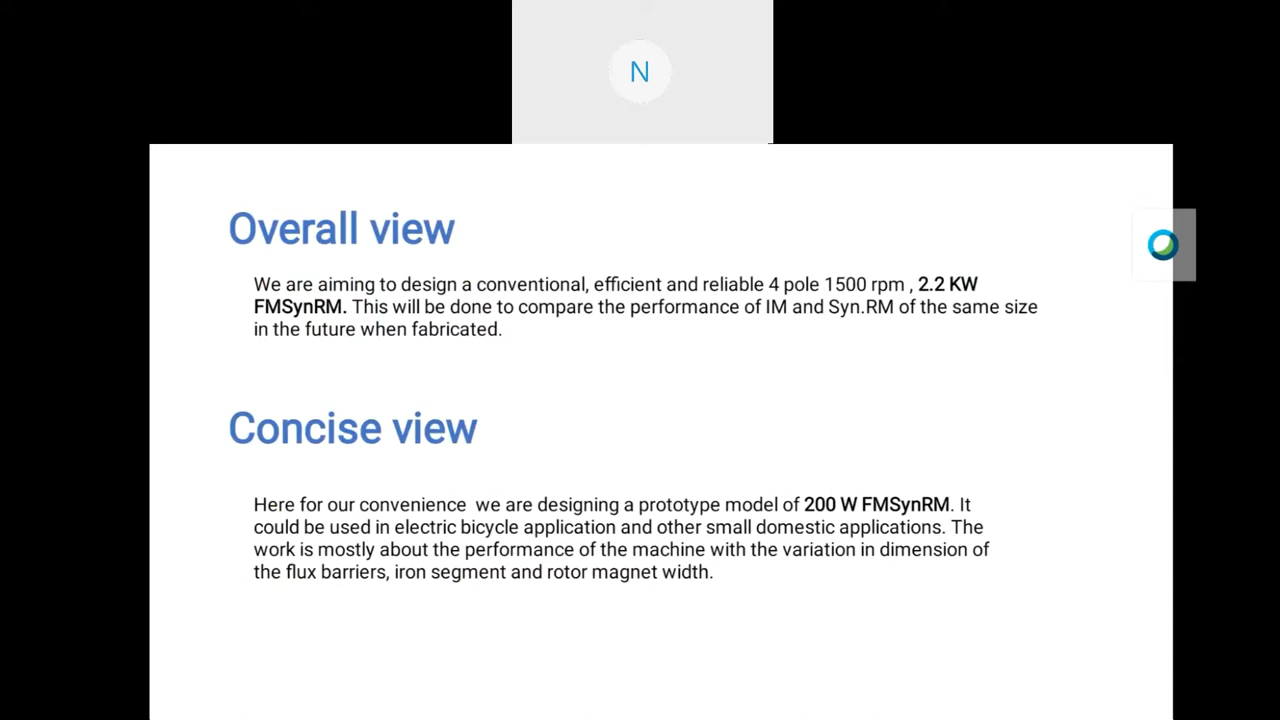 N
Overall view
We are aiming to design a conventional, efficient and reliable 4 pole 1500 rpm , 2.2 KW
FMSynRM. This will be done to compare the performance of IM and Syn.RM of the same size
in the future when fabricated.
Concise view
Here for our convenience  we are designing a prototype model of 200 W FMSynRM. It
could be used in electric bicycle application and other small domestic applications. The
work is mostly about the performance of the machine with the variation in dimension of
the flux barriers, iron segment and rotor magnet width.